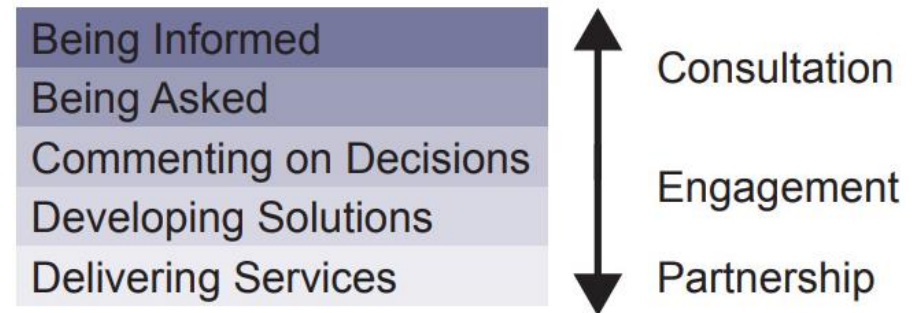 Being Informed
Being Asked
Commenting on Decisions
Developing Solutions
Delivering Services
Consultation
Engagement
Partnership